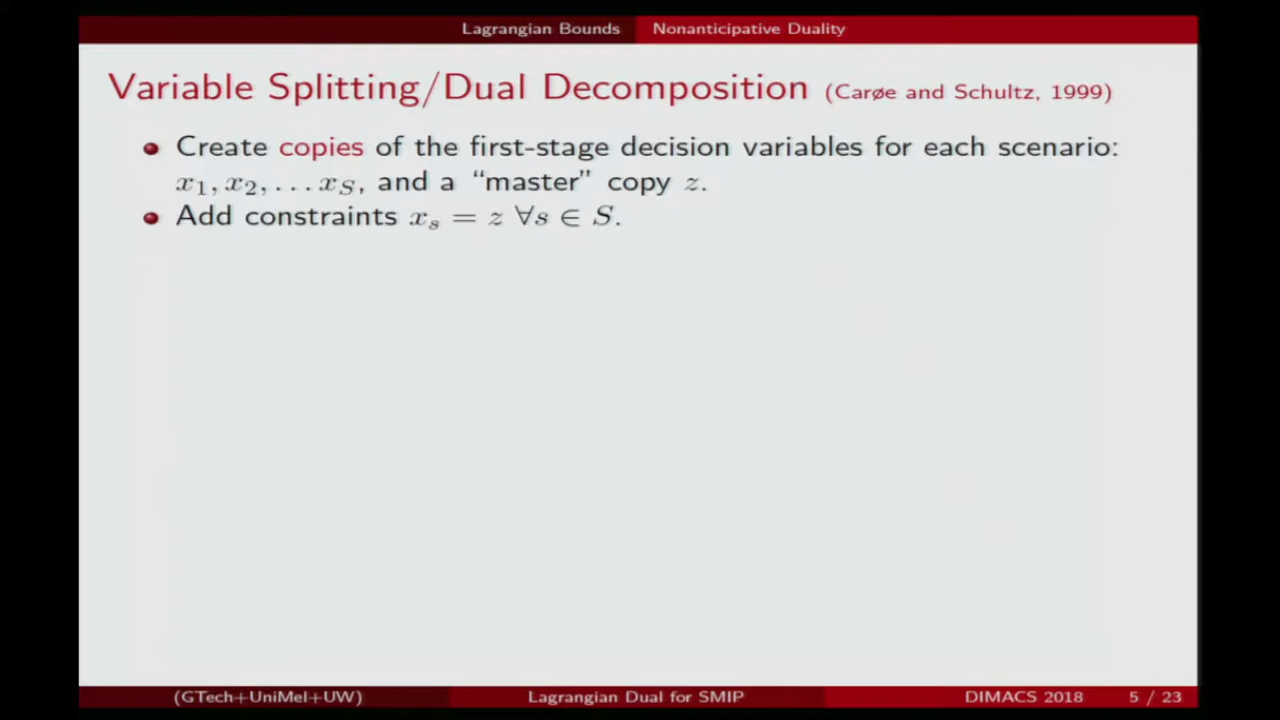 Lagrangian Bounds Nonanticipative Duality
Variable Splitting/Dual Decomposition (Carøe and Schultz, 1999)
Create copies of the first-stage decision variables for each scenario:
x₁, x₂, . . . x_S, and a “master” copy z.
Add constraints xₛ = z ∀s ∈ S.
(GTech+UniMel+UW) Lagrangian Dual for SMIP DIMACS 2018 5 / 23